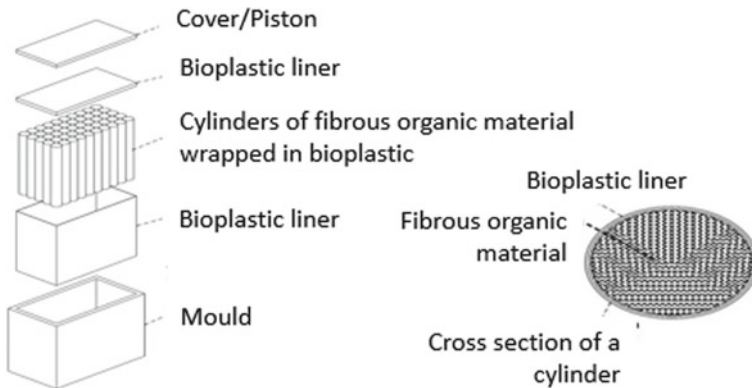 Cover/Piston
Bioplastic liner
Cylinders of fibrous organic material
wrapped in bioplastic
Bioplastic liner
Mould
Bioplastic liner
Fibrous organic
material
Cross section of a
cylinder